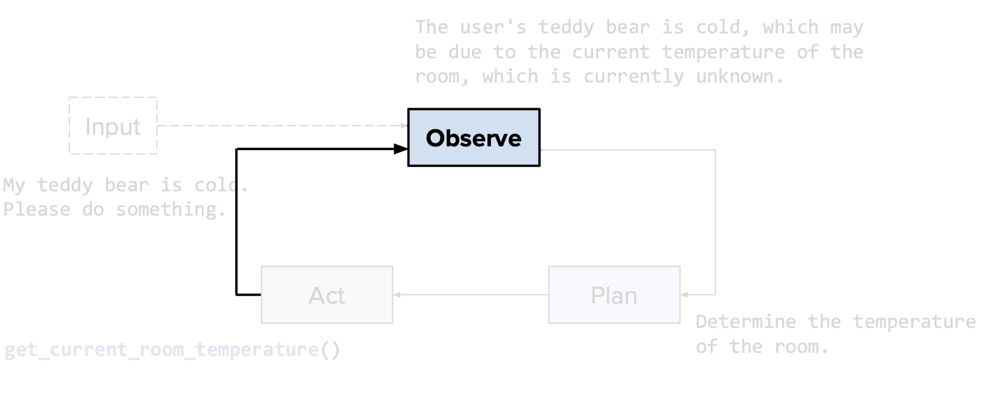 The user's teddy bear is cold, which may
be due to the current temperature of the
room, which is currently unknown.
Input
Observe
My teddy bear is cold.
Please do something.
Act
Plan
Determine the temperature
of the room.
get_current_room_temperature()